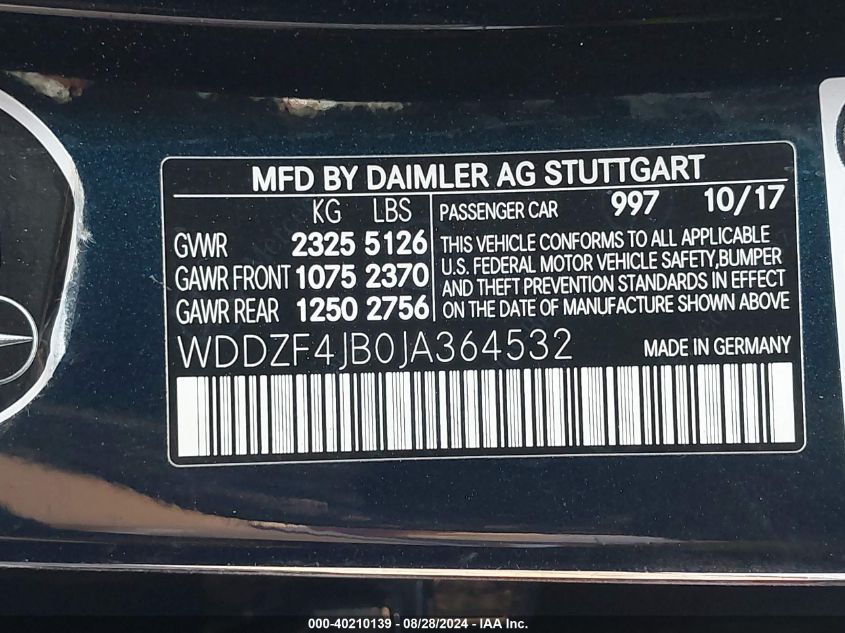 MFD BY DAIMLER AG STUTTGART
KG LBS
GVWR 2325 5126
GAWR FRONT 1075 2370
GAWR REAR 1250 2756
PASSENGER CAR 997 10/17
THIS VEHICLE CONFORMS TO ALL APPLICABLE
U.S. FEDERAL MOTOR VEHICLE SAFETY,BUMPER
AND THEFT PREVENTION STANDARDS IN EFFECT
ON THE DATE OF MANUFACTURE SHOWN ABOVE
WDDZF4JB0JA364532
MADE IN GERMANY
000-40210139 - 08/28/2024 - IAA Inc.